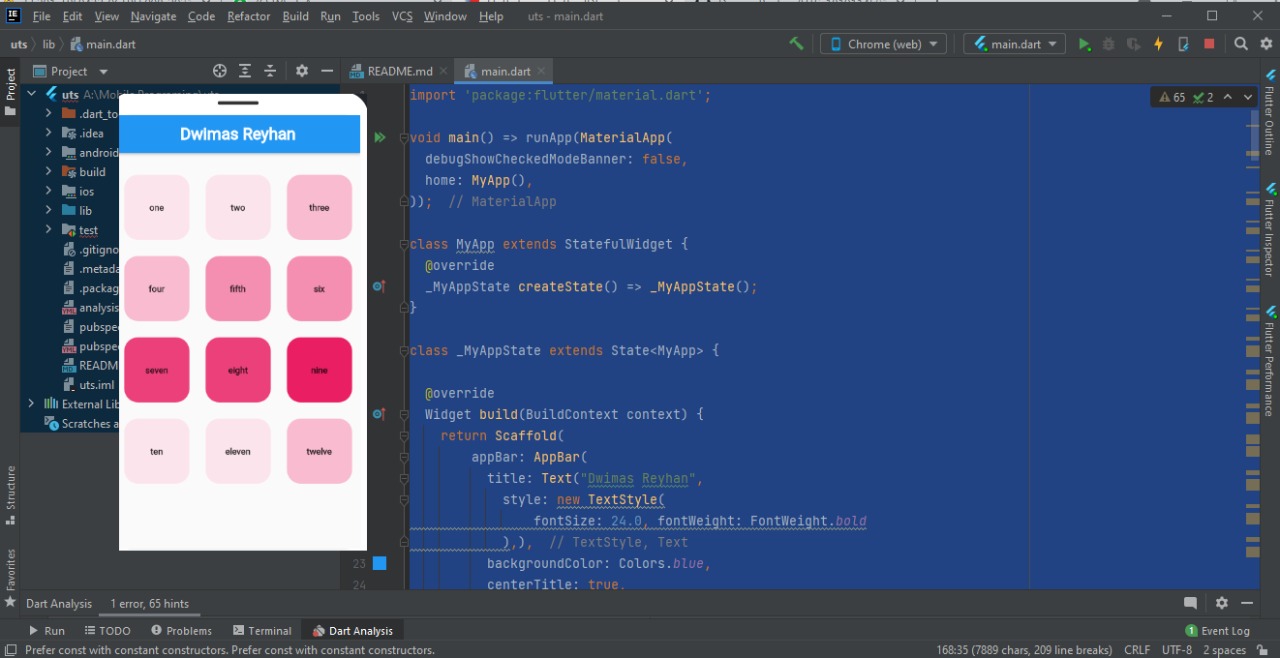 File Edit View Navigate Code Refactor Build Run Tools VCS Window Help uts - main.dart
uts lib main.dart Chrome (web) main.dart
Project README.md main.dart
Project
uts A:\Mobile Programing\uts
.dart_to
.idea
android
build
ios
lib
test
.gitigno
.metada
.packag
analysis
pubspe
pubspe
README
uts.iml
External Lib
Scratches a
Structure
Favorites
Dwimas Reyhan
one two three
four fifth six
seven eight nine
ten eleven twelve
65 2
import 'package:flutter/material.dart';
void main() => runApp(MaterialApp(
debugShowCheckedModeBanner: false,
home: MyApp(),
)); // MaterialApp
class MyApp extends StatefulWidget {
@override
_MyAppState createState() => _MyAppState();
}
class _MyAppState extends State<MyApp> {
@override
Widget build(BuildContext context) {
return Scaffold(
appBar: AppBar(
title: Text("Dwimas Reyhan",
style: new TextStyle(
fontSize: 24.0, fontWeight: FontWeight.bold
),), // TextStyle, Text
23 backgroundColor: Colors.blue,
24 centerTitle: true,
Flutter Outline
Flutter Inspector
Flutter Performance
Dart Analysis 1 error, 65 hints
Run TODO Problems Terminal Dart Analysis 1 Event Log
Prefer const with constant constructors. Prefer const with constant constructors. 168:35 (7889 chars, 209 line breaks) CRLF UTF-8 2 spaces